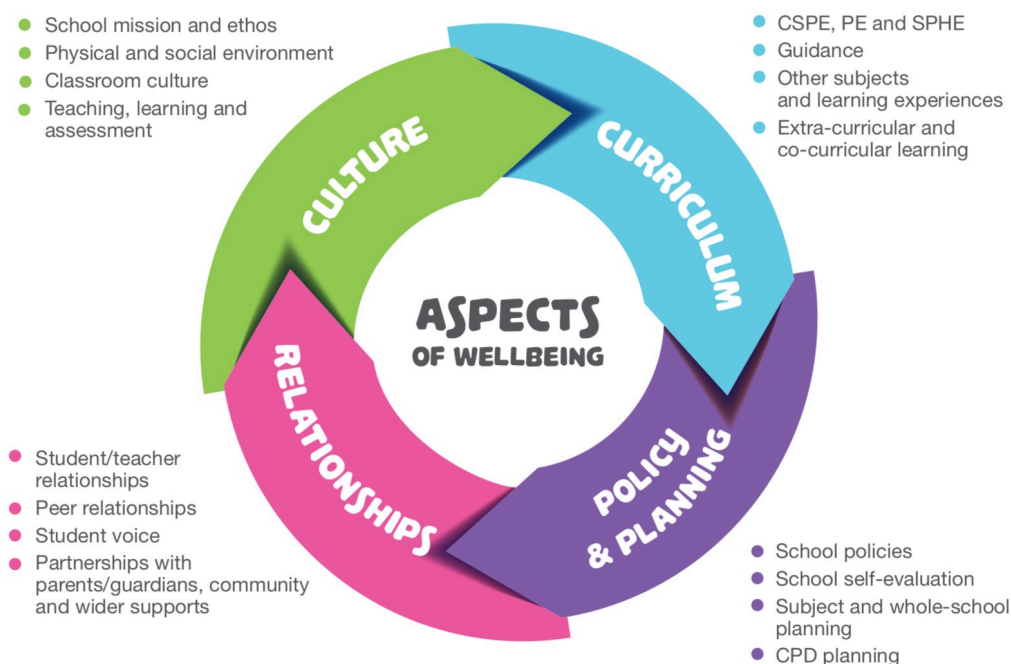 School mission and ethos
Physical and social environment
Classroom culture
Teaching, learning and
assessment
CSPE, PE and SPHE
Guidance
Other subjects
and learning experiences
Extra-curricular and
co-curricular learning
CULTURE
CURRICULUM
ASPECTS
OF WELLBEING
RELATIONSHIPS
POLICY
& PLANNING
Student/teacher
relationships
Peer relationships
Student voice
Partnerships with
parents/guardians, community
and wider supports
School policies
School self-evaluation
Subject and whole-school
planning
CPD planning